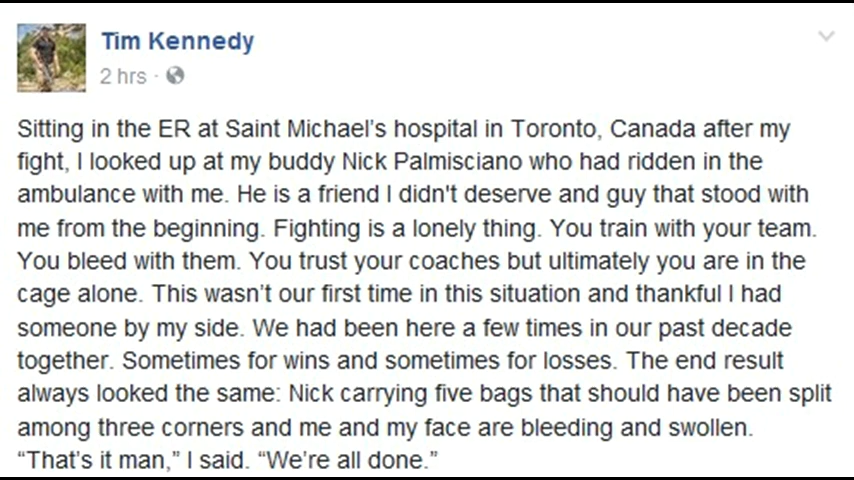 Tim Kennedy
2 hrs ·
Sitting in the ER at Saint Michael's hospital in Toronto, Canada after my
fight, I looked up at my buddy Nick Palmisciano who had ridden in the
ambulance with me. He is a friend I didn't deserve and guy that stood with
me from the beginning. Fighting is a lonely thing. You train with your team.
You bleed with them. You trust your coaches but ultimately you are in the
cage alone. This wasn't our first time in this situation and thankful I had
someone by my side. We had been here a few times in our past decade
together. Sometimes for wins and sometimes for losses. The end result
always looked the same: Nick carrying five bags that should have been split
among three corners and me and my face are bleeding and swollen.
“That's it man,” I said. “We're all done.”